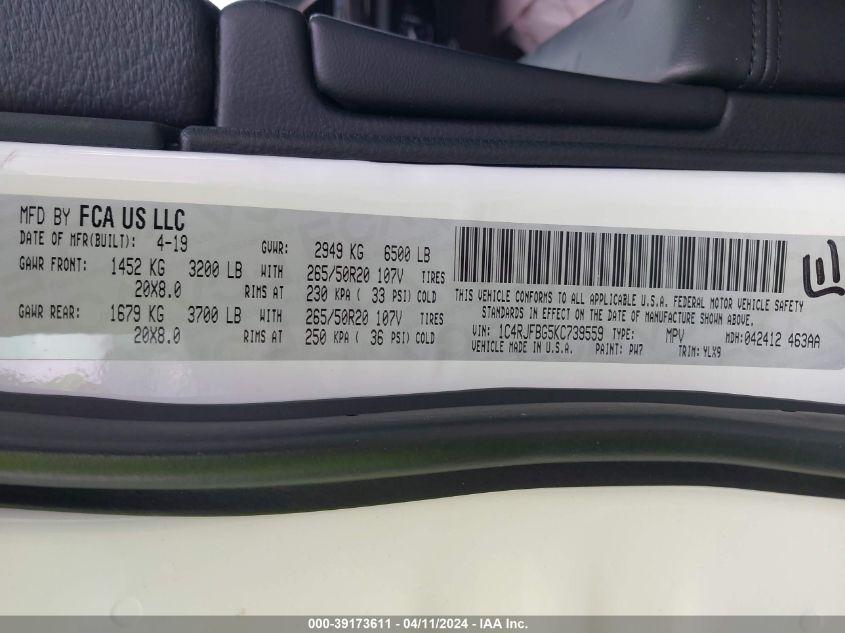 MFD BY FCA US LLC
DATE OF MFR(BUILT): 4-19 GVWR: 2949 KG 6500 LB
GAWR FRONT: 1452 KG 3200 LB WITH 265/50R20 107V TIRES
20X8.0 RIMS AT 230 KPA ( 33 PSI) COLD
GAWR REAR: 1679 KG 3700 LB WITH 265/50R20 107V TIRES
20X8.0 RIMS AT 250 KPA ( 36 PSI) COLD
THIS VEHICLE CONFORMS TO ALL APPLICABLE U.S.A. FEDERAL MOTOR VEHICLE SAFETY
STANDARDS IN EFFECT ON THE DATE OF MANUFACTURE SHOWN ABOVE.
VIN: 1C4RJFBG5KC739559 TYPE: MPV MDH:042412 463AA
VEHICLE MADE IN U.S.A. PAINT: PW7 TRIM: YLX9
000-39173611 - 04/11/2024 - IAA Inc.